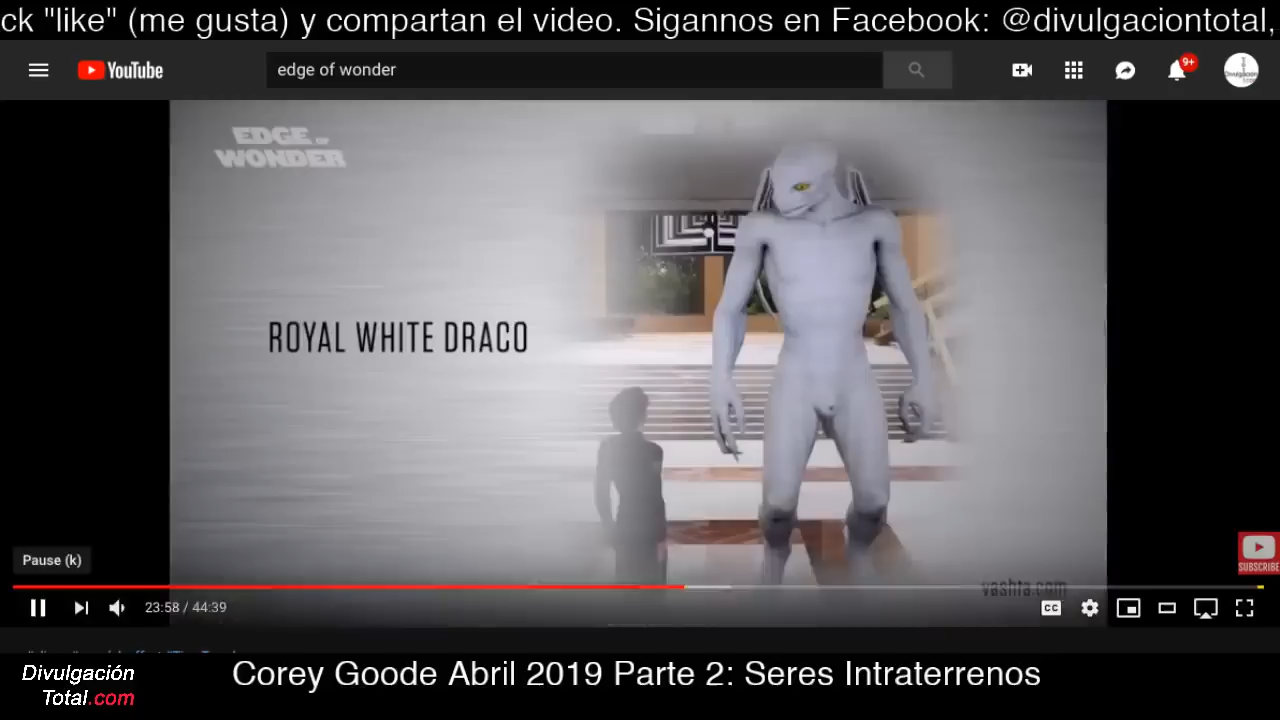 ck "like" (me gusta) y compartan el video. Sigannos en Facebook: @divulgaciontotal,
YouTube
edge of wonder
9+
EDGE OF
WONDER
ROYAL WHITE DRACO
Pause (k)
SUBSCRIBE
vashta.com
23:58 / 44:39
CC
Divulgación
Total.com
Corey Goode Abril 2019 Parte 2: Seres Intraterrenos